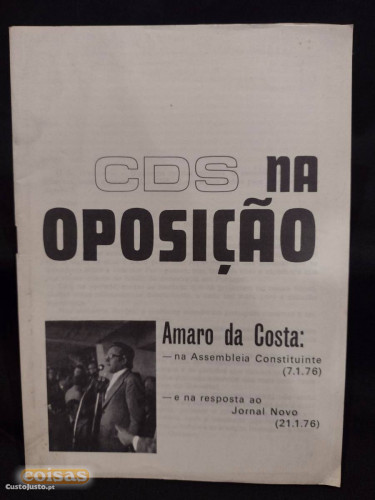 CDS NA
OPOSIÇÃO
Amaro da Costa:
—na Assembleia Constituinte
(7.1.76)
—e na resposta ao
Jornal Novo
(21.1.76)
coisas
CustoJusto.pt